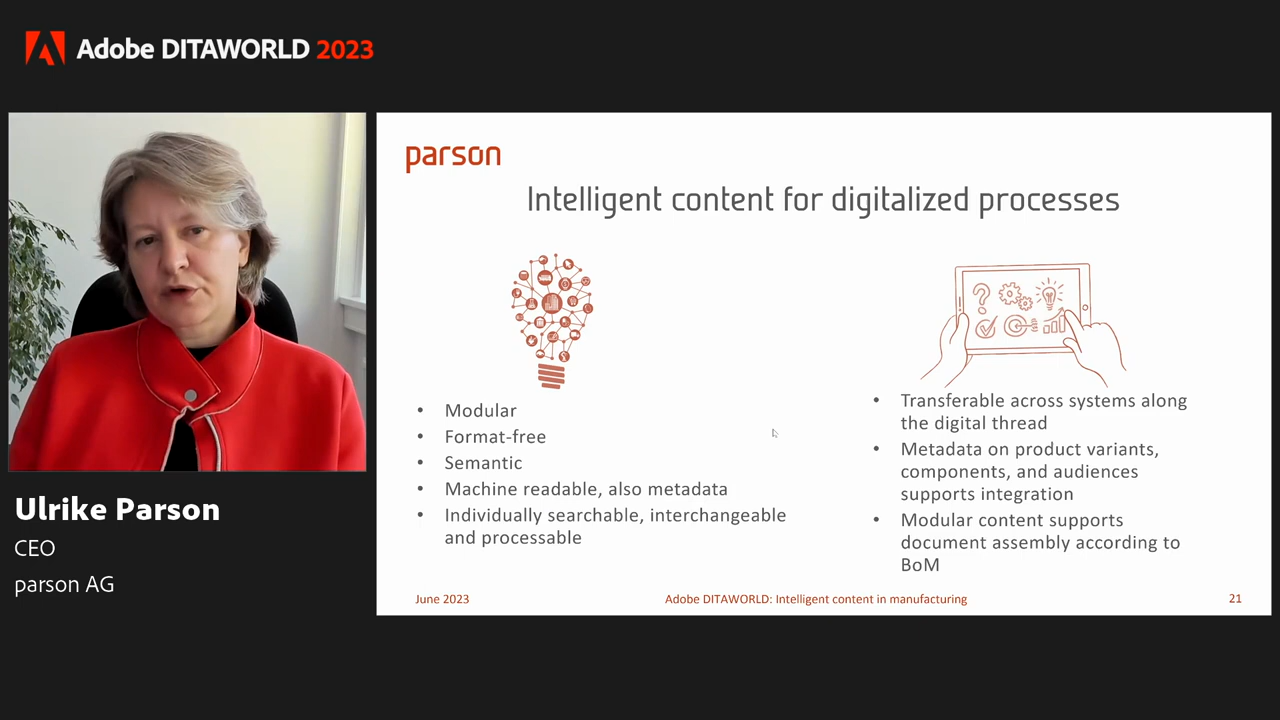 Adobe DITAWORLD 2023
Ulrike Parson
CEO
parson AG
parson
Intelligent content for digitalized processes
• Modular
• Format-free
• Semantic
• Machine readable, also metadata
• Individually searchable, interchangeable
and processable
• Transferable across systems along
the digital thread
• Metadata on product variants,
components, and audiences
supports integration
• Modular content supports
document assembly according to
BoM
June 2023
Adobe DITAWORLD: Intelligent content in manufacturing
21